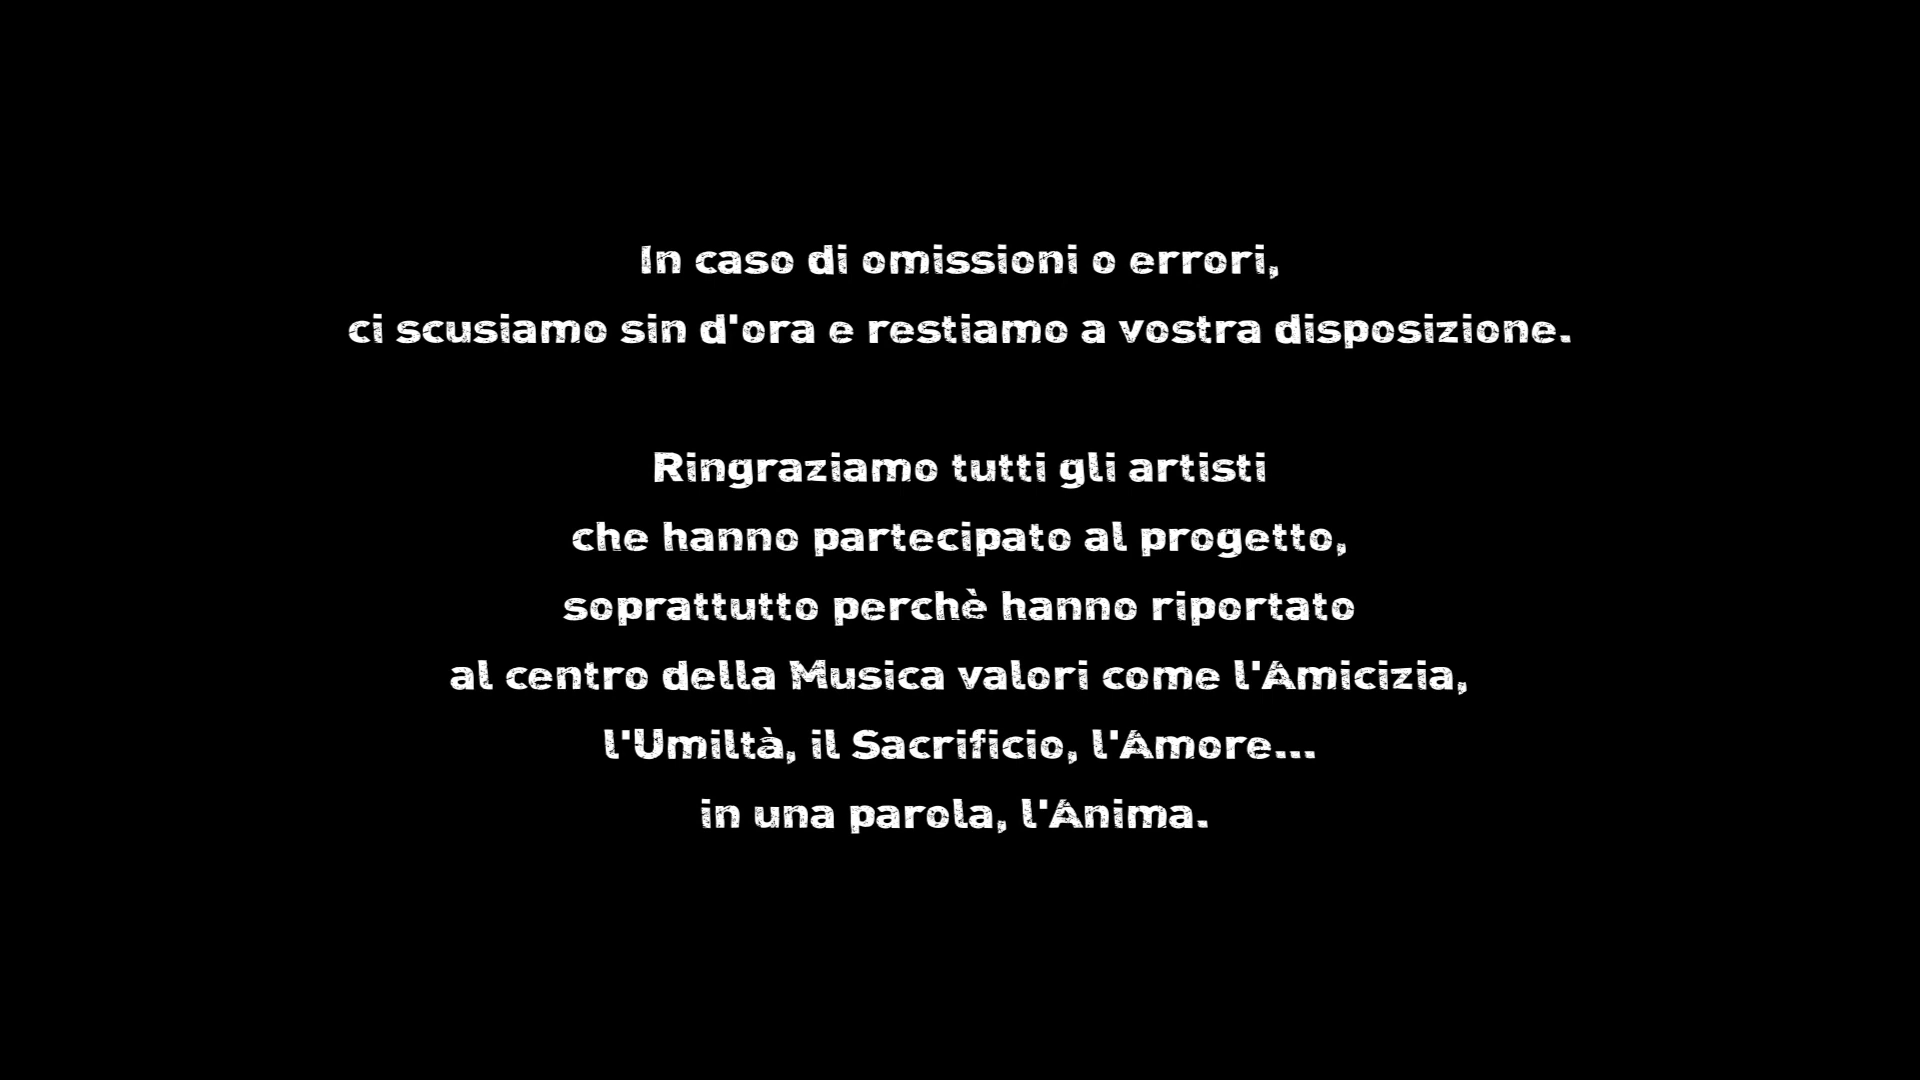 In caso di omissioni o errori,
ci scusiamo sin d'ora e restiamo a vostra disposizione.
Ringraziamo tutti gli artisti
che hanno partecipato al progetto,
soprattutto perchè hanno riportato
al centro della Musica valori come l'Amicizia,
l'Umiltà, il Sacrificio, l'Amore...
in una parola, l'Anima.